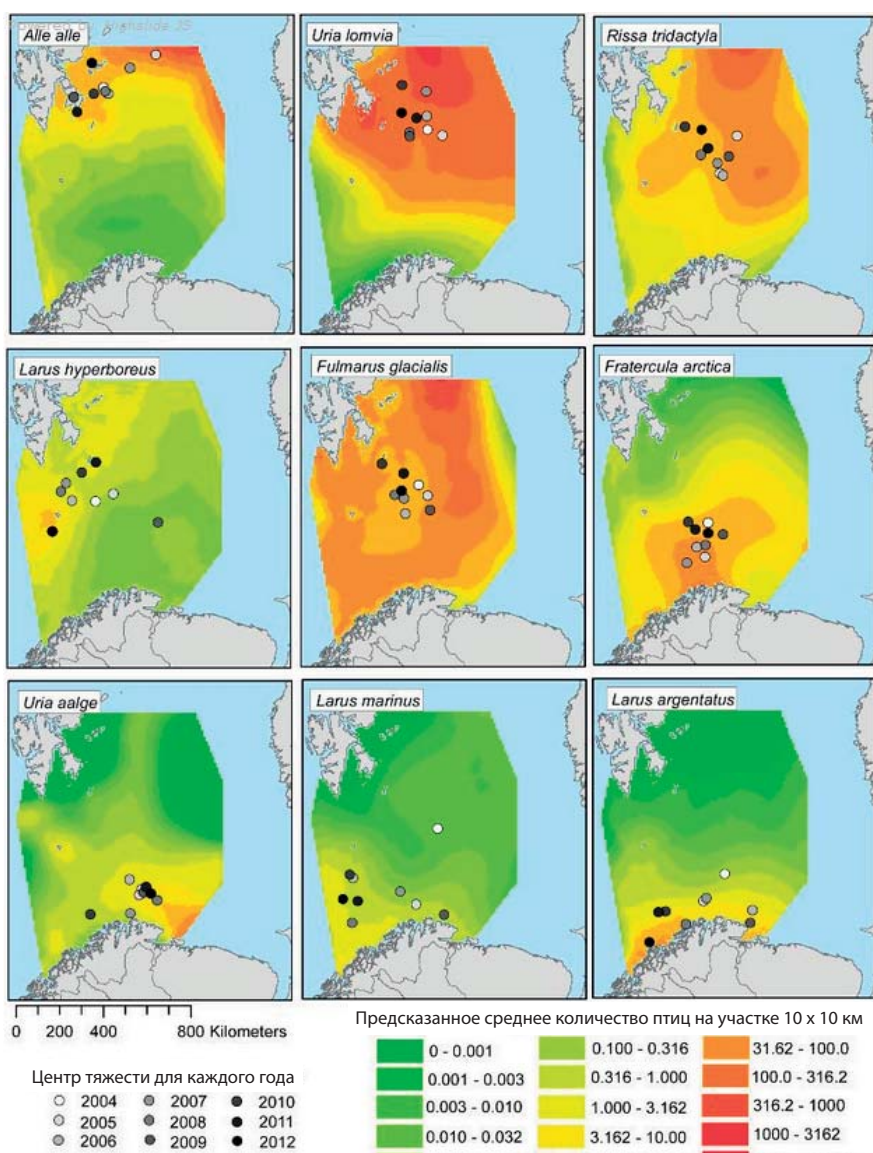 Powered by Highslide JS
Alle alle
Uria lomvia
Rissa tridactyla
Larus hyperboreus
Fulmarus glacialis
Fratercula arctica
Uria aalge
Larus marinus
Larus argentatus
0 200 400 800 Kilometers
Предсказанное среднее количество птиц на участке 10 x 10 км
0 - 0.001
0.001 - 0.003
0.003 - 0.010
0.010 - 0.032
0.100 - 0.316
0.316 - 1.000
1.000 - 3.162
3.162 - 10.00
31.62 - 100.0
100.0 - 316.2
316.2 - 1000
1000 - 3162
Центр тяжести для каждого года
2004
2005
2006
2007
2008
2009
2010
2011
2012